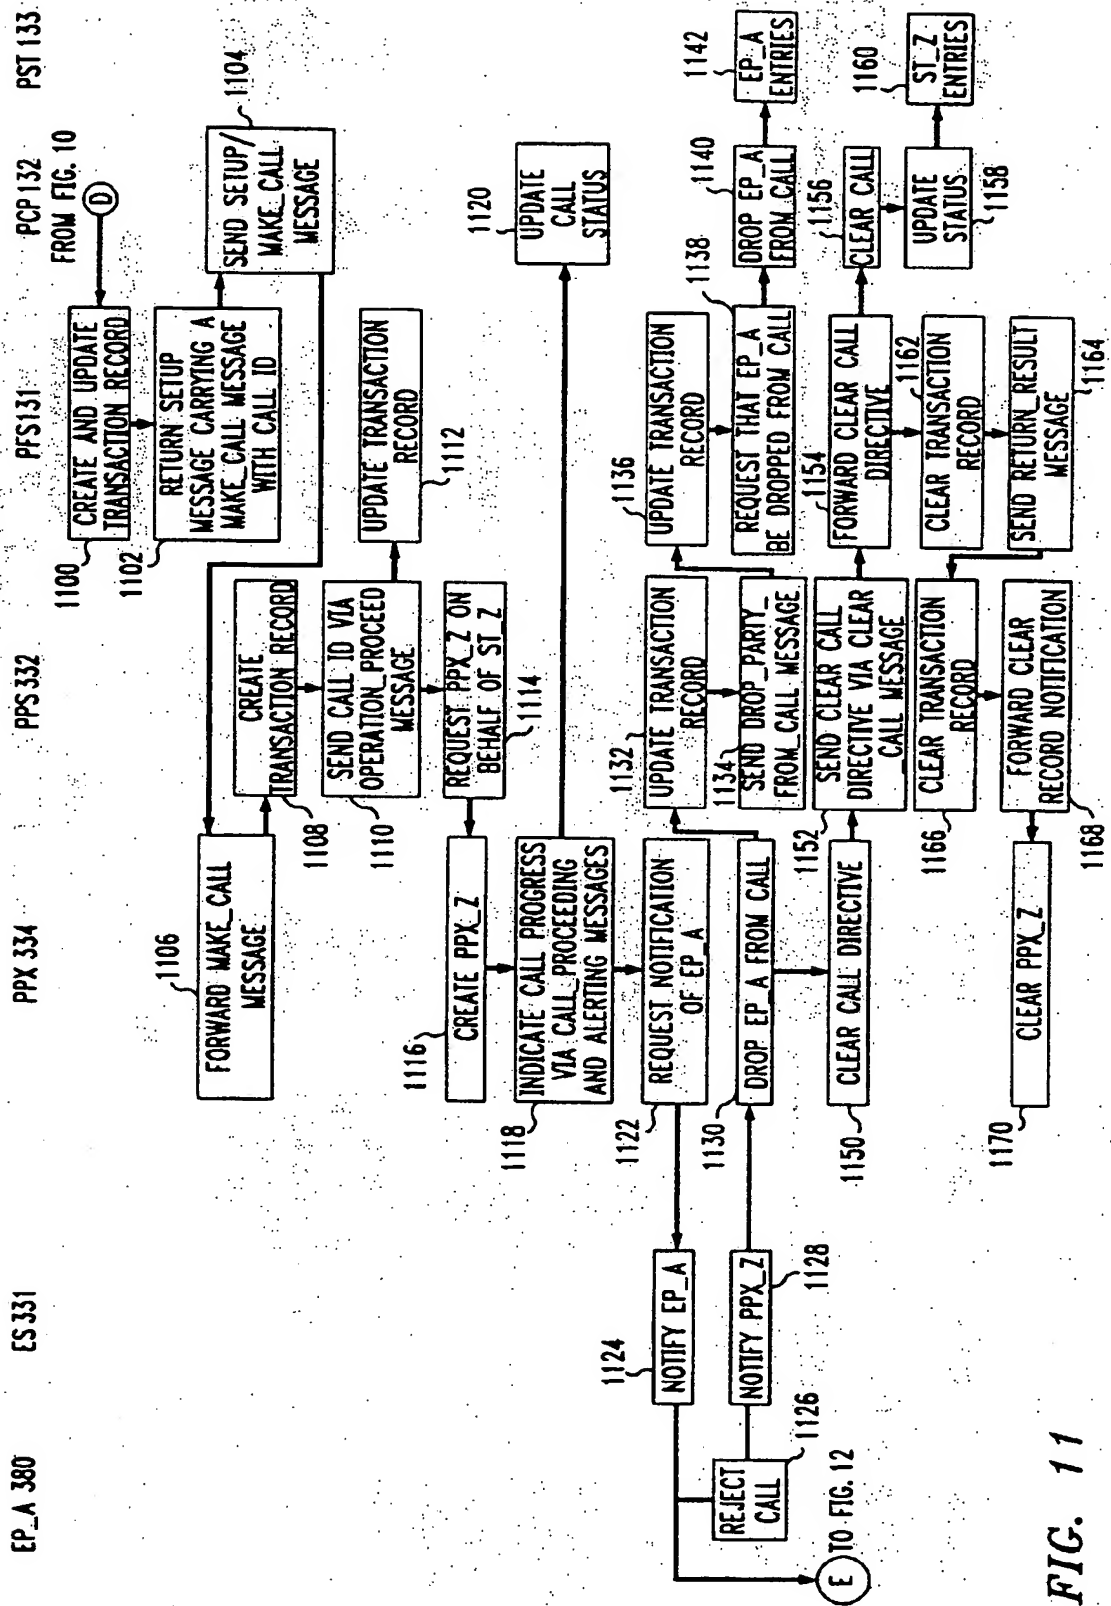 EP_A 380
ES 331
PPX 334
PPS 332
PFS 131
PCP 132
PST 133
FROM FIG. 10
D
1100
CREATE AND UPDATE
TRANSACTION RECORD
1102
RETURN SETUP
MESSAGE CARRYING A
MAKE_CALL MESSAGE
WITH CALL ID
1104
SEND SETUP/
MAKE_CALL
MESSAGE
1106
FORWARD MAKE_CALL
MESSAGE
CREATE
TRANSACTION RECORD
1108
SEND CALL ID VIA
OPERATION_PROCEED
MESSAGE
1110
UPDATE TRANSACTION
RECORD
1112
REQUEST PPX_Z ON
BEHALF OF ST_Z
1114
1116
CREATE PPX_Z
INDICATE CALL PROGRESS
VIA CALL_PROCEEDING
AND ALERTING MESSAGES
1118
1120
UPDATE
CALL
STATUS
REQUEST NOTIFICATION
OF EP_A
1122
1124
NOTIFY EP_A
REJECT
CALL
1126
NOTIFY PPX_Z
1128
E
TO FIG. 12
1130
DROP EP_A FROM CALL
1132
UPDATE TRANSACTION
RECORD
1134
SEND DROP_PARTY_
FROM_CALL MESSAGE
1136
UPDATE TRANSACTION
RECORD
1138
REQUEST THAT EP_A
BE DROPPED FROM CALL
1140
DROP EP_A
FROM CALL
1142
EP_A
ENTRIES
1150
CLEAR CALL DIRECTIVE
1152
SEND CLEAR CALL
DIRECTIVE VIA CLEAR
_CALL MESSAGE
1154
FORWARD CLEAR CALL
DIRECTIVE
1156
CLEAR CALL
UPDATE
STATUS
1158
1160
ST_Z
ENTRIES
1162
CLEAR TRANSACTION
RECORD
SEND RETURN_RESULT
MESSAGE
1164
CLEAR TRANSACTION
RECORD
1166
FORWARD CLEAR
RECORD NOTIFICATION
1168
CLEAR PPX_Z
1170
FIG. 11